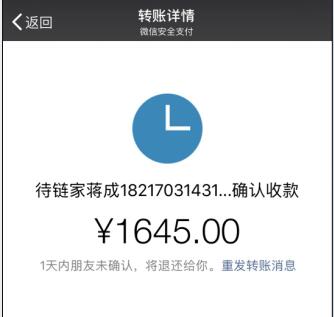 返回
转账详情
微信安全支付
待链家蒋成18217031431...确认收款
¥1645.00
1天内朋友未确认，将退还给你。重发转账消息